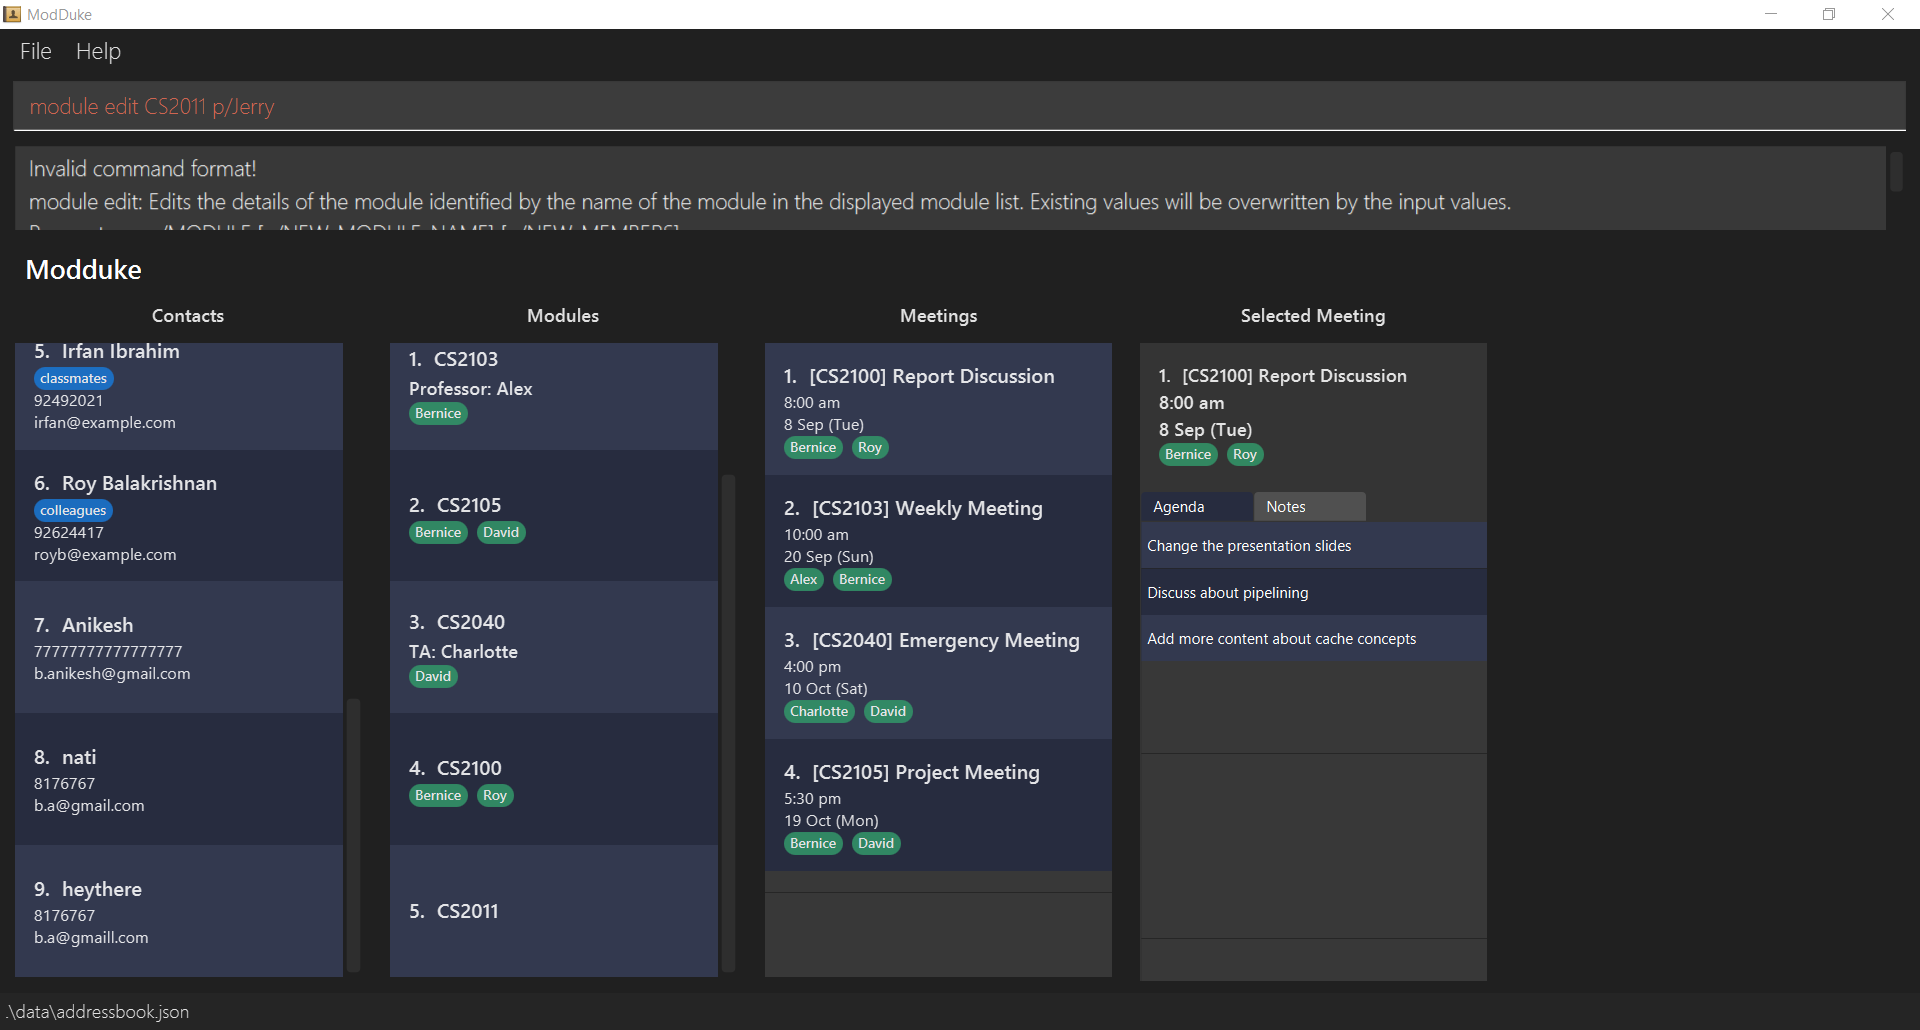 ModDuke
File Help
module edit CS2011 p/Jerry
Invalid command format!
module edit: Edits the details of the module identified by the name of the module in the displayed module list. Existing values will be overwritten by the input values.
Modduke
Contacts
5. Irfan Ibrahim
classmates
92492021
irfan@example.com
6. Roy Balakrishnan
colleagues
92624417
royb@example.com
7. Anikesh
77777777777777777
b.anikesh@gmail.com
8. nati
8176767
b.a@gmail.com
9. heythere
8176767
b.a@gmaill.com
Modules
1. CS2103
Professor: Alex
Bernice
2. CS2105
Bernice David
3. CS2040
TA: Charlotte
David
4. CS2100
Bernice Roy
5. CS2011
Meetings
1. [CS2100] Report Discussion
8:00 am
8 Sep (Tue)
Bernice Roy
2. [CS2103] Weekly Meeting
10:00 am
20 Sep (Sun)
Alex Bernice
3. [CS2040] Emergency Meeting
4:00 pm
10 Oct (Sat)
Charlotte David
4. [CS2105] Project Meeting
5:30 pm
19 Oct (Mon)
Bernice David
Selected Meeting
1. [CS2100] Report Discussion
8:00 am
8 Sep (Tue)
Bernice Roy
Agenda Notes
Change the presentation slides
Discuss about pipelining
Add more content about cache concepts
.\data\addressbook.json